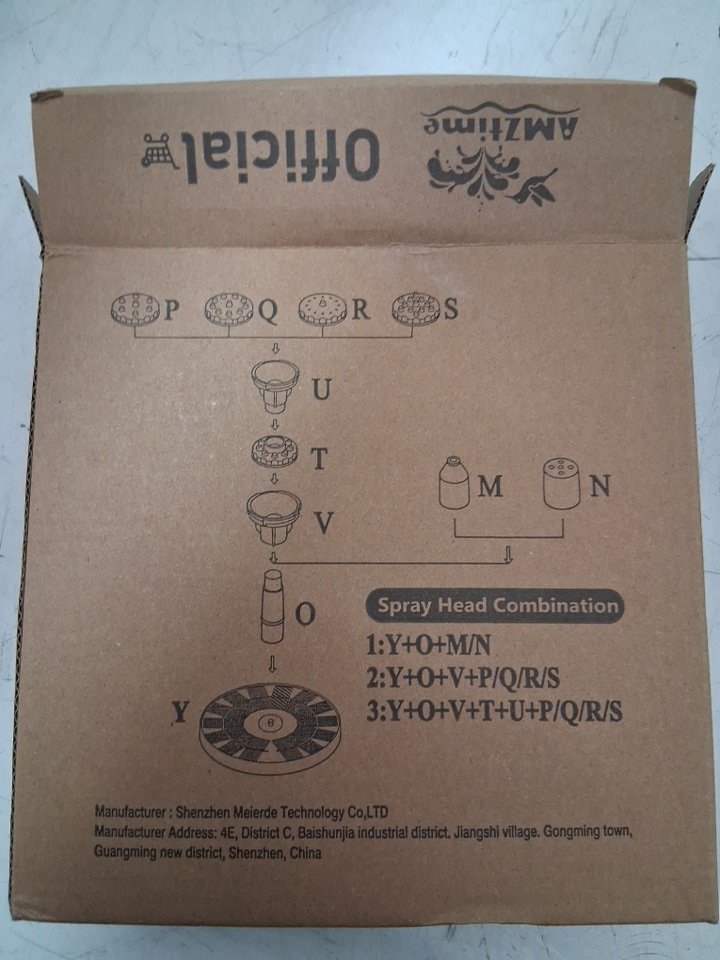 AMZtime
Official
P Q R S
U
T
M N
V
O
Spray Head Combination
1:Y+O+M/N
2:Y+O+V+P/Q/R/S
Y
3:Y+O+V+T+U+P/Q/R/S
Manufacturer : Shenzhen Meierde Technology Co,LTD
Manufacturer Address: 4E, District C, Baishunjia industrial district, Jiangshi village. Gongming town,
Guangming new district, Shenzhen, China